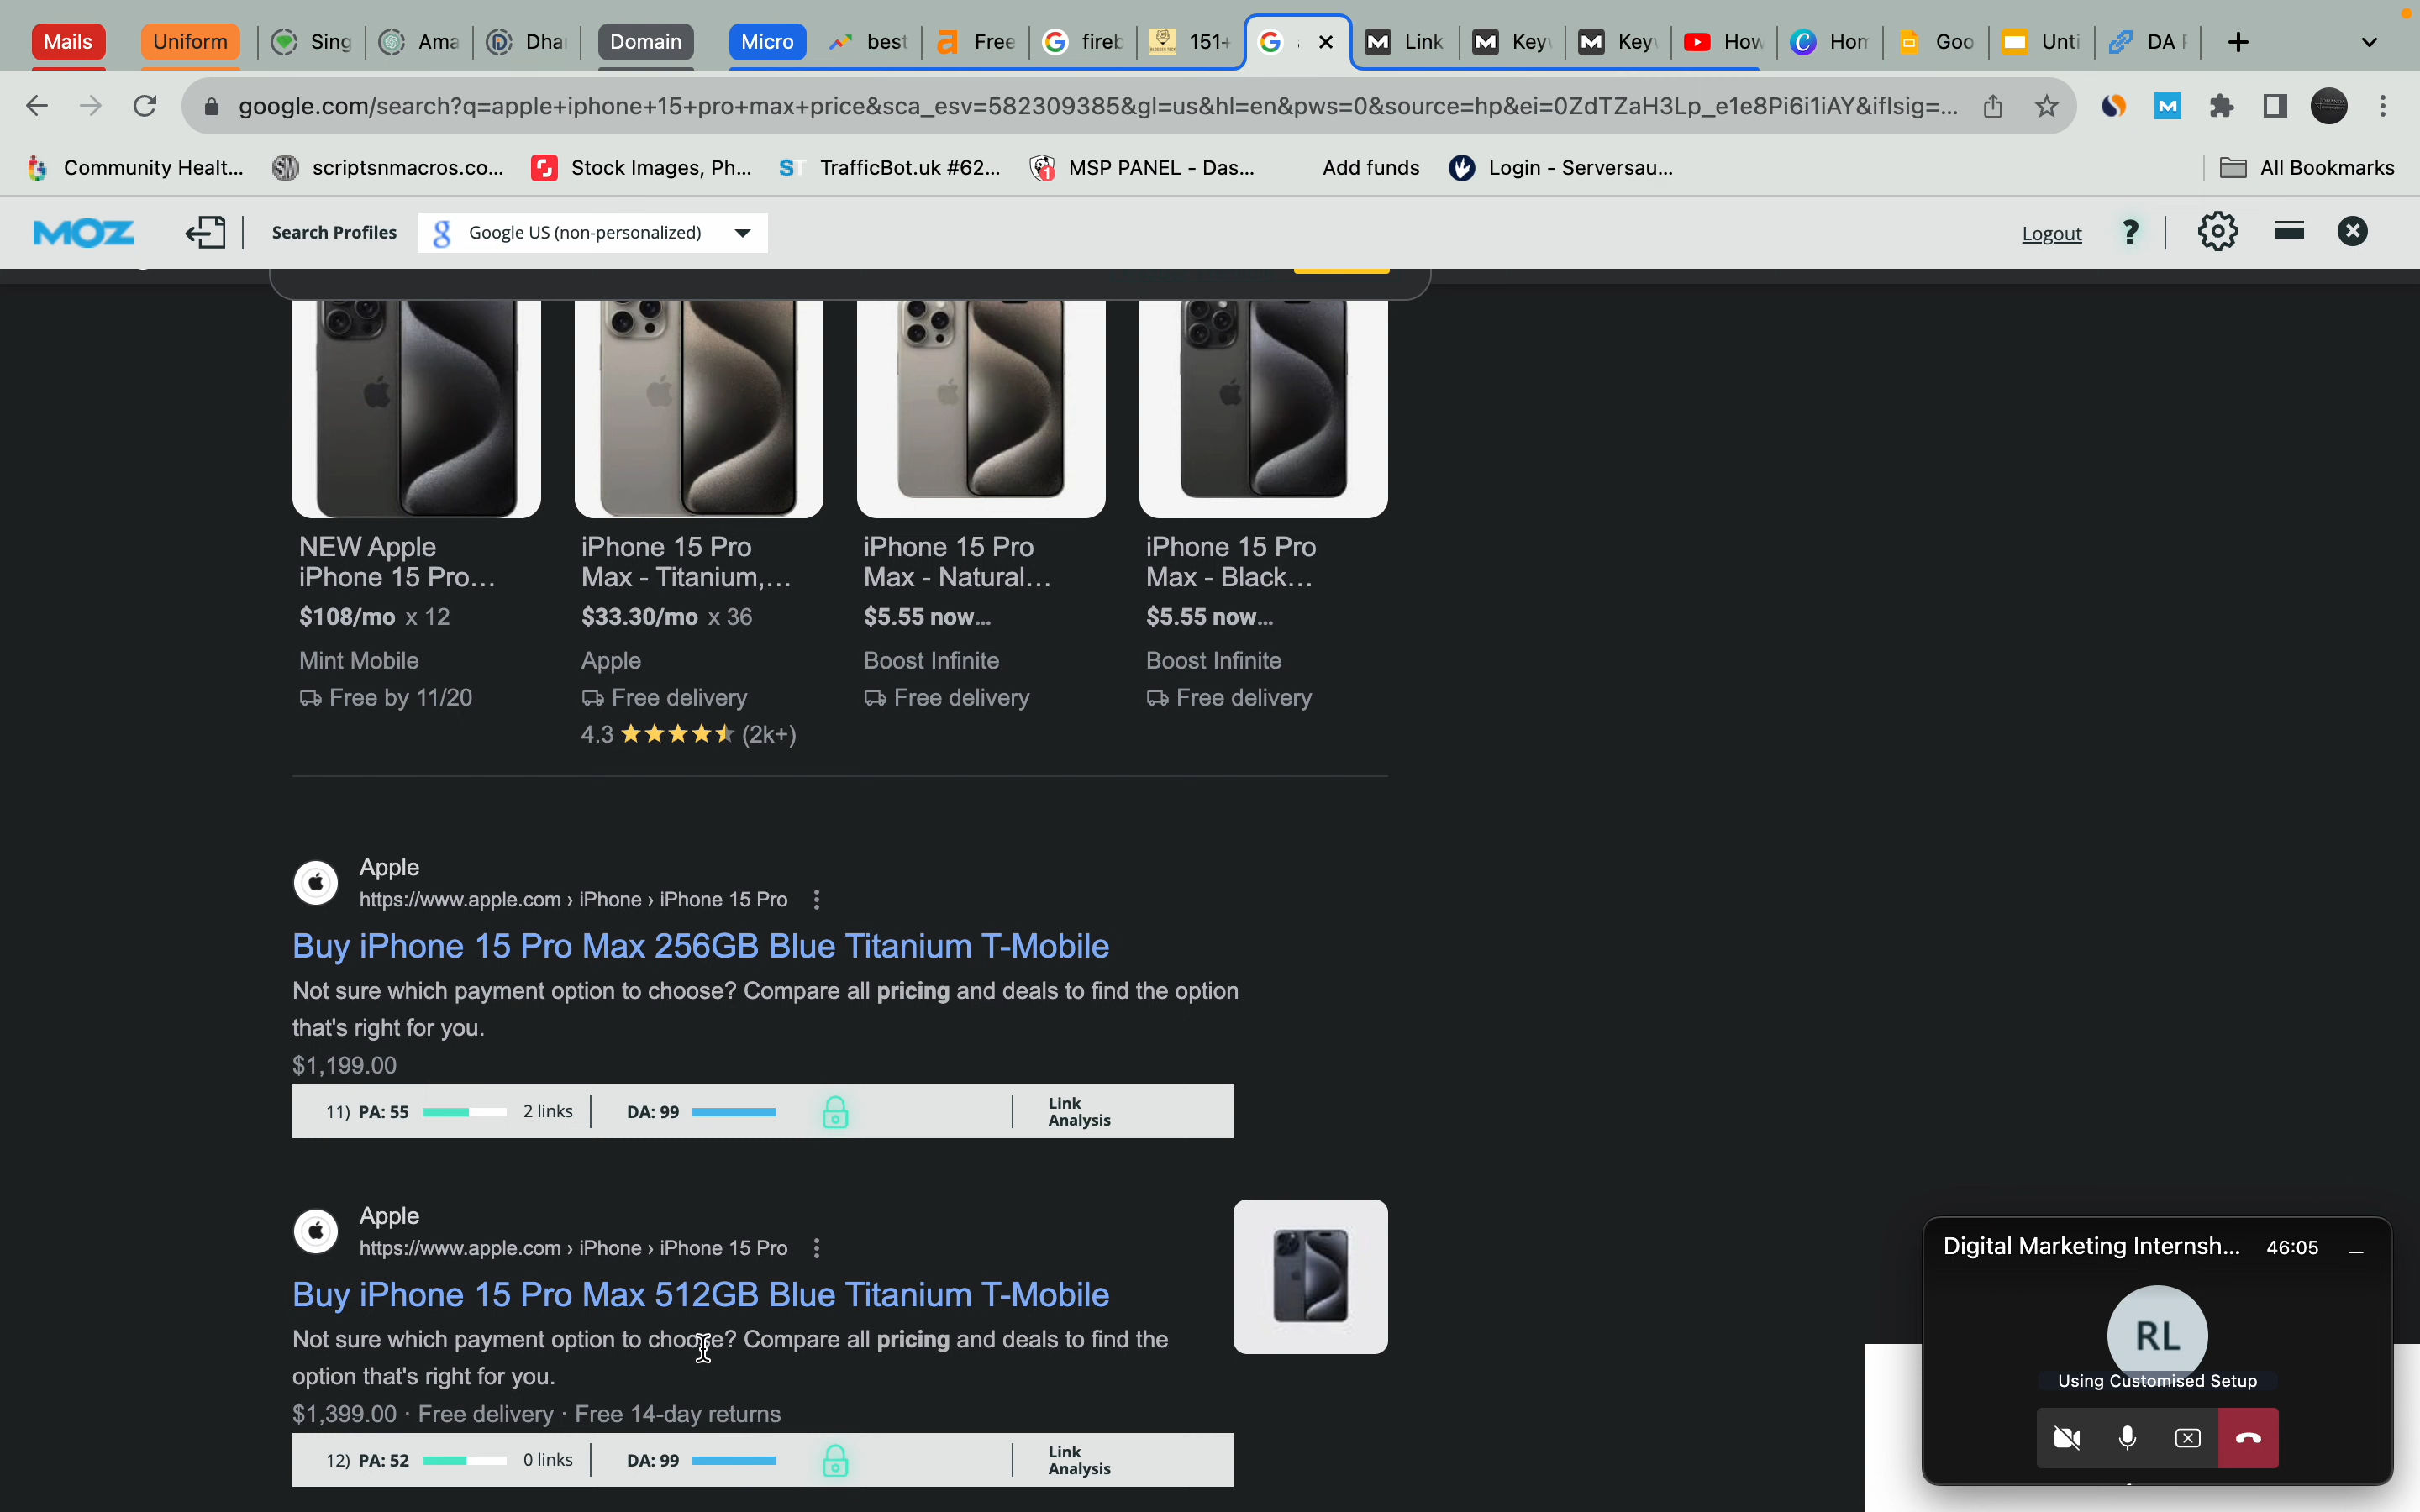 Mails Uniform Sing Ama Dha Domain Micro best Free fireb 151+ Link Key Key How Hom Goo Unti DA
google.com/search?q=apple+iphone+15+pro+max+price&sca_esv=582309385&gl=us&hl=en&pws=0&source=hp&ei=0ZdTZaH3Lp_e1e8Pi6i1iAY&iflsig=...
Community Healt... scriptsnmacros.co... Stock Images, Ph... TrafficBot.uk #62... MSP PANEL - Das... Add funds Login - Serversau... All Bookmarks
MOZ Search Profiles Google US (non-personalized) Logout ?
NEW Apple
iPhone 15 Pro...
$108/mo x 12
Mint Mobile
Free by 11/20
iPhone 15 Pro
Max - Titanium,...
$33.30/mo x 36
Apple
Free delivery
4.3 (2k+)
iPhone 15 Pro
Max - Natural...
$5.55 now...
Boost Infinite
Free delivery
iPhone 15 Pro
Max - Black...
$5.55 now...
Boost Infinite
Free delivery
Apple
https://www.apple.com › iPhone › iPhone 15 Pro
Buy iPhone 15 Pro Max 256GB Blue Titanium T-Mobile
Not sure which payment option to choose? Compare all pricing and deals to find the option
that's right for you.
$1,199.00
11) PA: 55 2 links DA: 99 Link
Analysis
Apple
https://www.apple.com › iPhone › iPhone 15 Pro
Buy iPhone 15 Pro Max 512GB Blue Titanium T-Mobile
Not sure which payment option to choose? Compare all pricing and deals to find the
option that's right for you.
$1,399.00 · Free delivery · Free 14-day returns
12) PA: 52 0 links DA: 99 Link
Analysis
Digital Marketing Internsh... 46:05
RL
Using Customised Setup